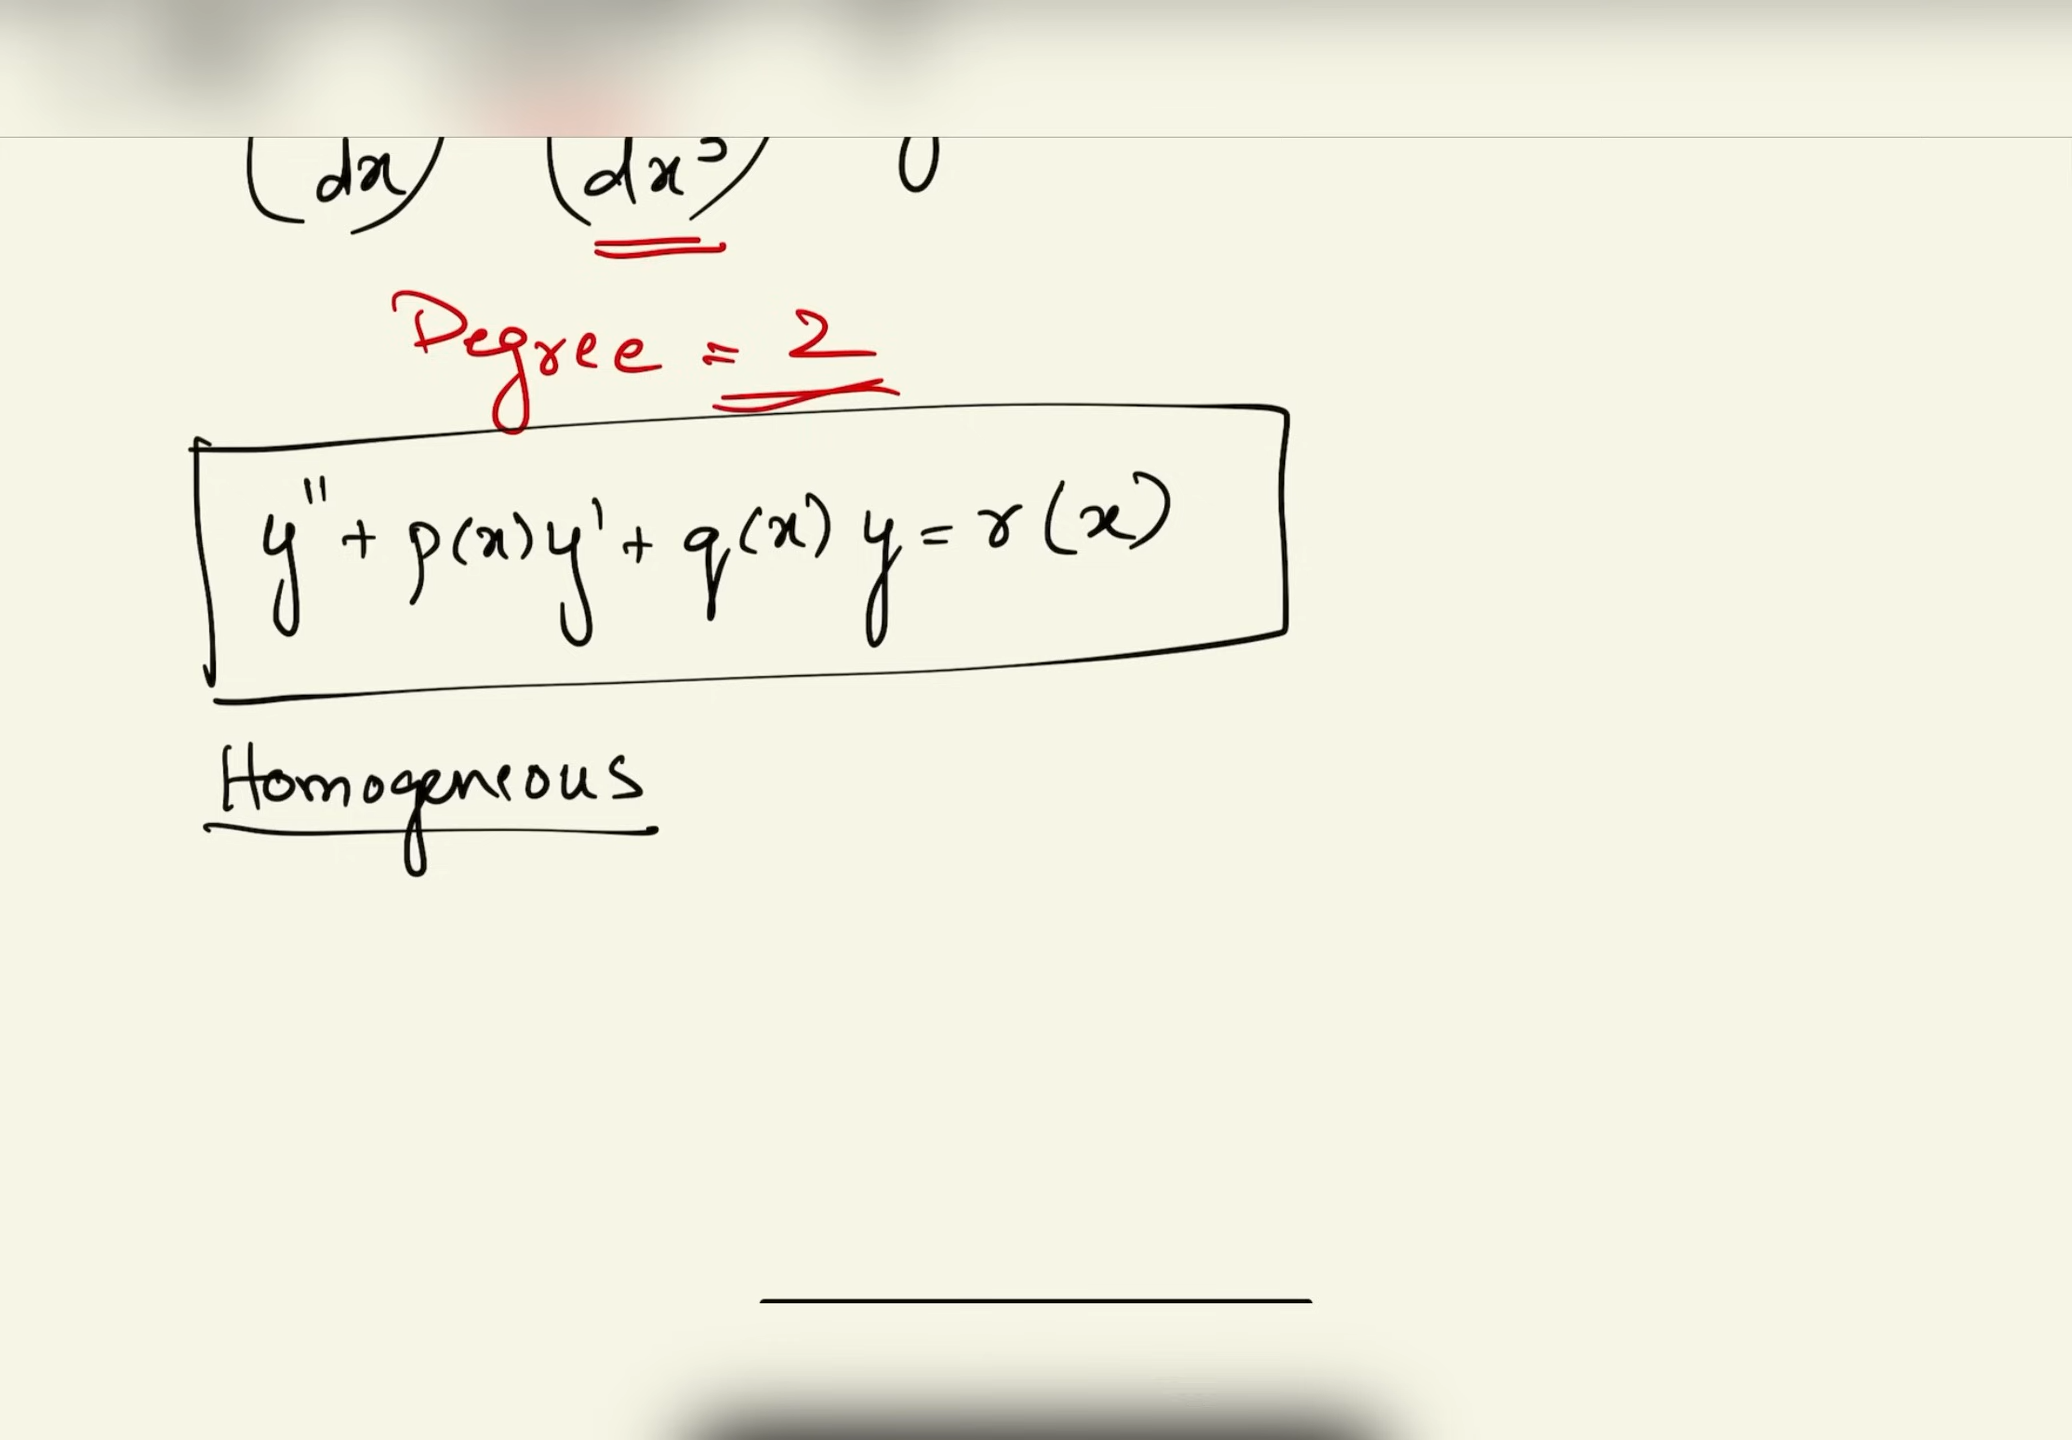 (dx) (dx³) 0
Degree = 2
y'' + p(x)y' + q(x) y = r(x)
Homogeneous